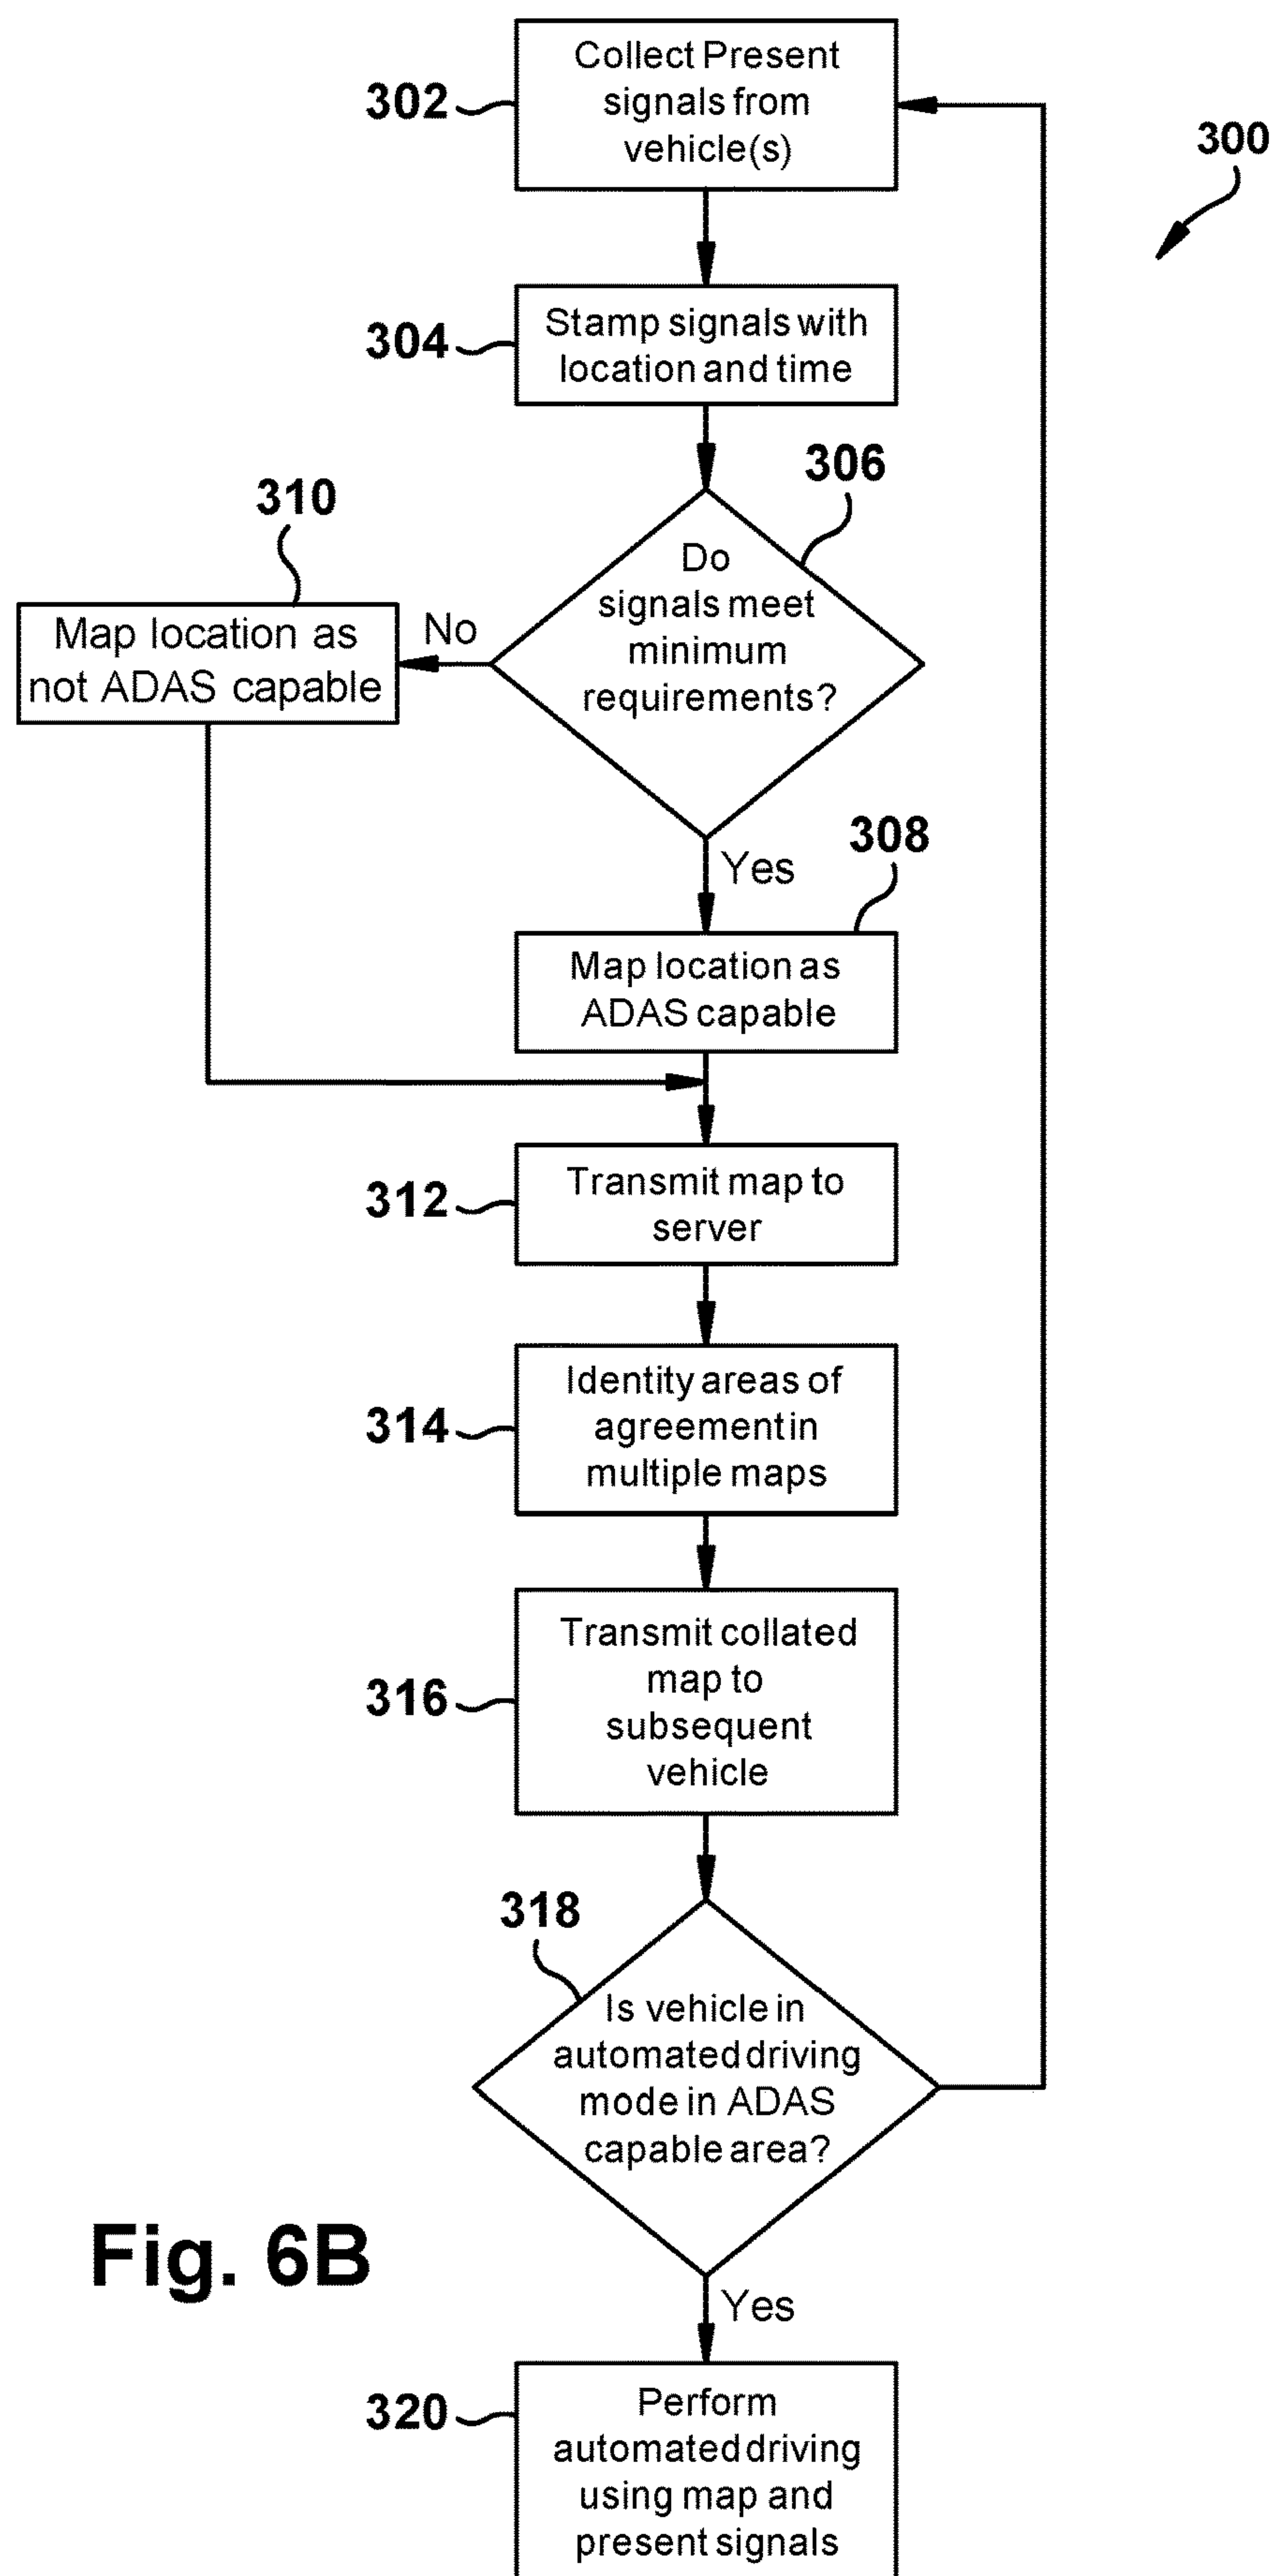 302
Collect Present
signals from
vehicle(s)
300
304
Stamp signals with
location and time
306
Do
signals meet
minimum
requirements?
310
No
Map location as
not ADAS capable
Yes
308
Map location as
ADAS capable
312
Transmit map to
server
314
Identity areas of
agreement in
multiple maps
316
Transmit collated
map to
subsequent
vehicle
318
Is vehicle in
automated driving
mode in ADAS
capable area?
Fig. 6B
Yes
320
Perform
automated driving
using map and
present signals